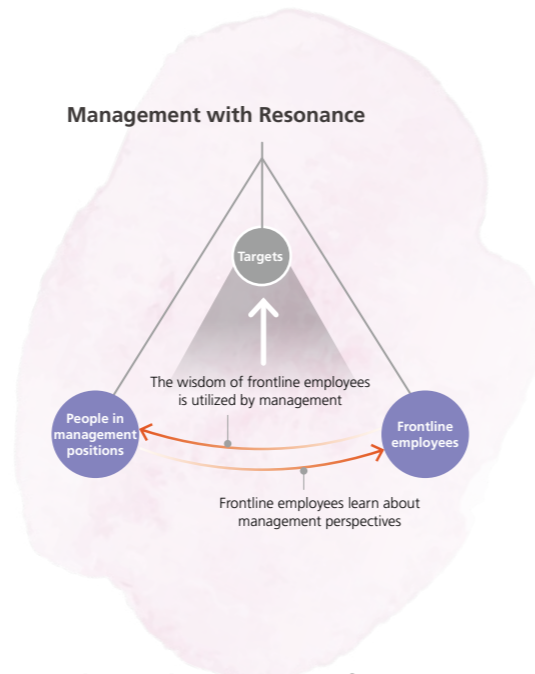 Management with Resonance
Targets
The wisdom of frontline employees
is utilized by management
People in
management
positions
Frontline
employees
Frontline employees learn about
management perspectives